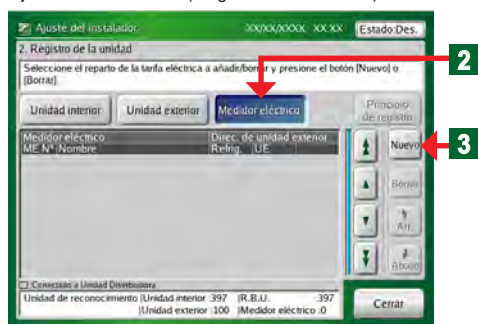 Ajuste del instalador XX/XX/XXXX XX:XX Estado:Des.
2. Registro de la unidad
Seleccione el reparto de la tarifa eléctrica a añadir/borrar y presione el botón [Nuevo] o
[Borrar].
Unidad interior Unidad exterior Medidor eléctrico Principio
de registro
2
Medidor eléctrico Direc. de unidad exterior
ME Nº |Nombre Refrig. |UE
Nuevo
3
Borrar
Arr.
Abajo
Conectado a Unidad Distribuidora
Unidad de reconocimiento |Unidad interior :397 |R.B.U. :397
|Unidad exterior :100 |Medidor eléctrico :0
Cerrar